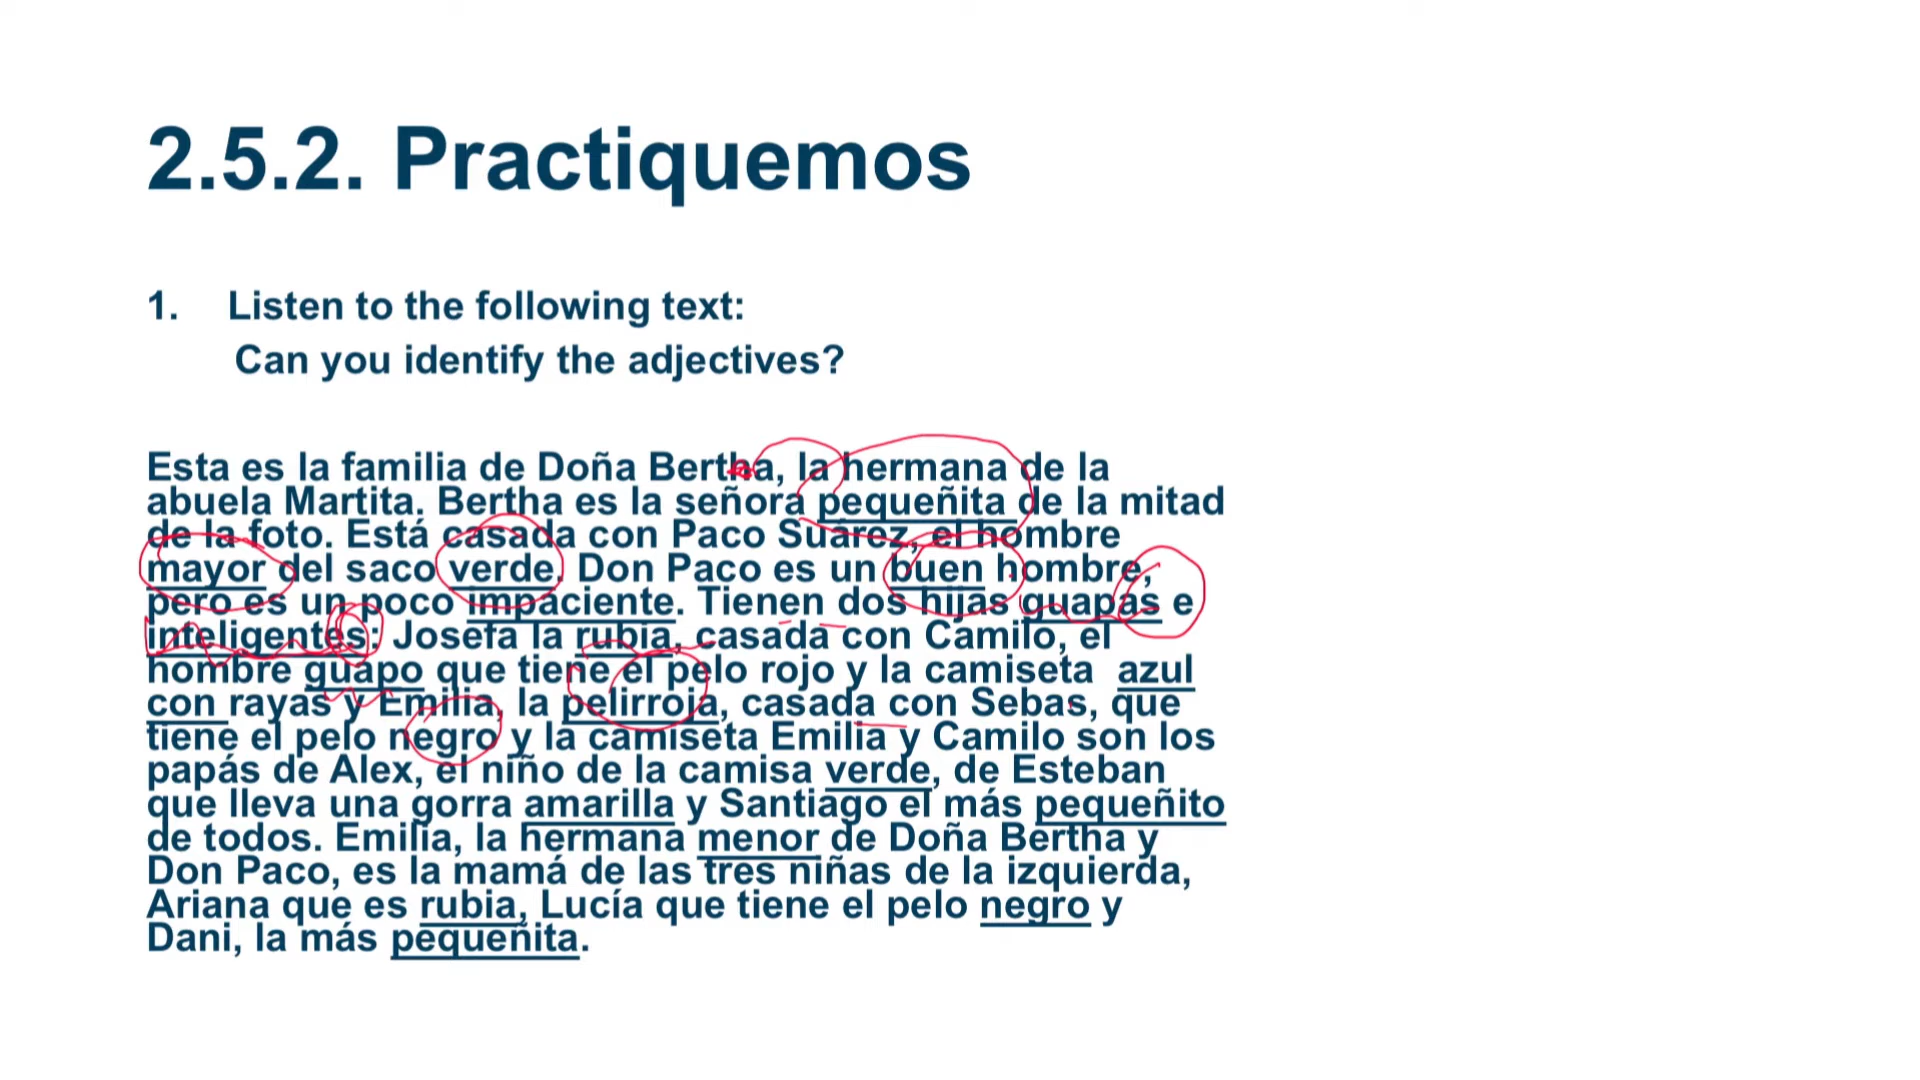 2.5.2. Practiquemos
1. Listen to the following text:
Can you identify the adjectives?
Esta es la familia de Doña Bertha, la hermana de la
abuela Martita. Bertha es la señora pequeñita de la mitad
de la foto. Está casada con Paco Suárez, el hombre
mayor del saco verde. Don Paco es un buen hombre,
pero es un poco impaciente. Tienen dos hijas guapas e
inteligentes: Josefa la rubia, casada con Camilo, el
hombre guapo que tiene el pelo rojo y la camiseta azul
con rayas y Emilia, la pelirroja, casada con Sebas, que
tiene el pelo negro y la camiseta Emilia y Camilo son los
papás de Alex, el niño de la camisa verde, de Esteban
que lleva una gorra amarilla y Santiago el más pequeñito
de todos. Emilia, la hermana menor de Doña Bertha y
Don Paco, es la mamá de las tres niñas de la izquierda,
Ariana que es rubia, Lucía que tiene el pelo negro y
Dani, la más pequeñita.